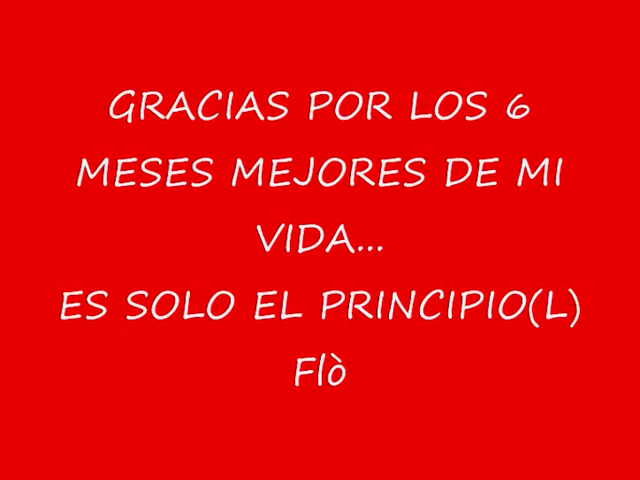 GRACIAS POR LOS 6
MESES MEJORES DE MI
VIDA...
ES SOLO EL PRINCIPIO(L)
Flò